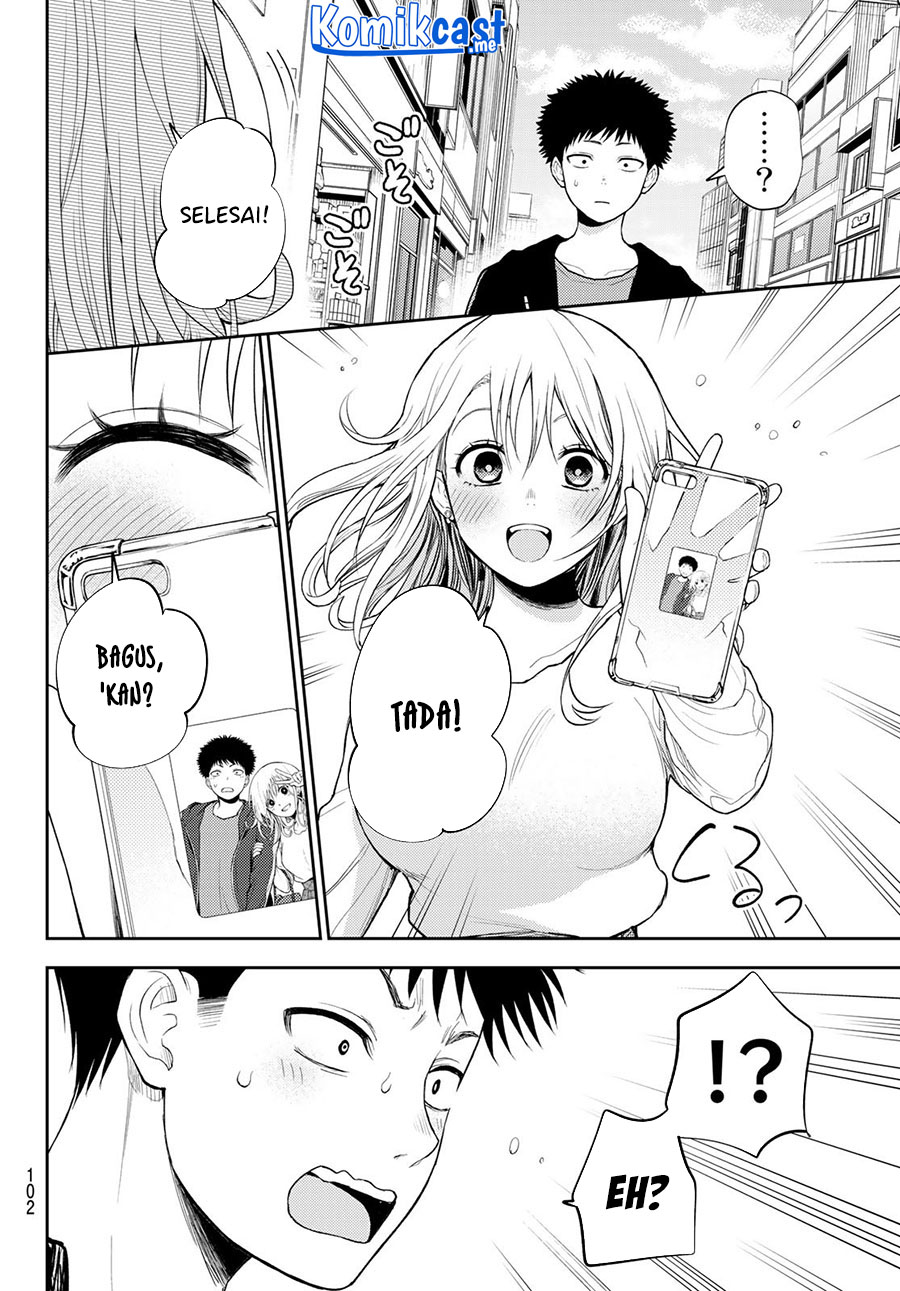 Komikcast
.me
......?
ごそ
ごそ
SELESAI!
TADA!
くるっ
BAGUS,
'KAN?
!?
EH?
102